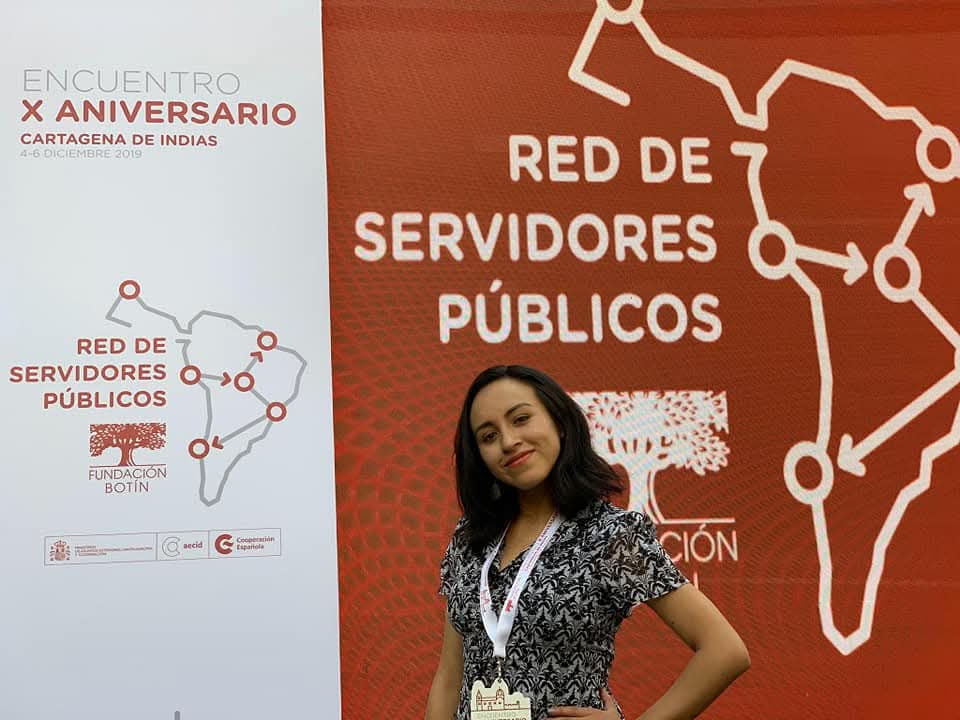 ENCUENTRO
X ANIVERSARIO
CARTAGENA DE INDIAS
4-6 DICIEMBRE 2019
RED DE
SERVIDORES
PÚBLICOS
FUNDACIÓN
BOTÍN
aecid
Cooperación
Española
RED DE
SERVIDORES
PÚBLICOS
CIÓN
ENCUENTRO